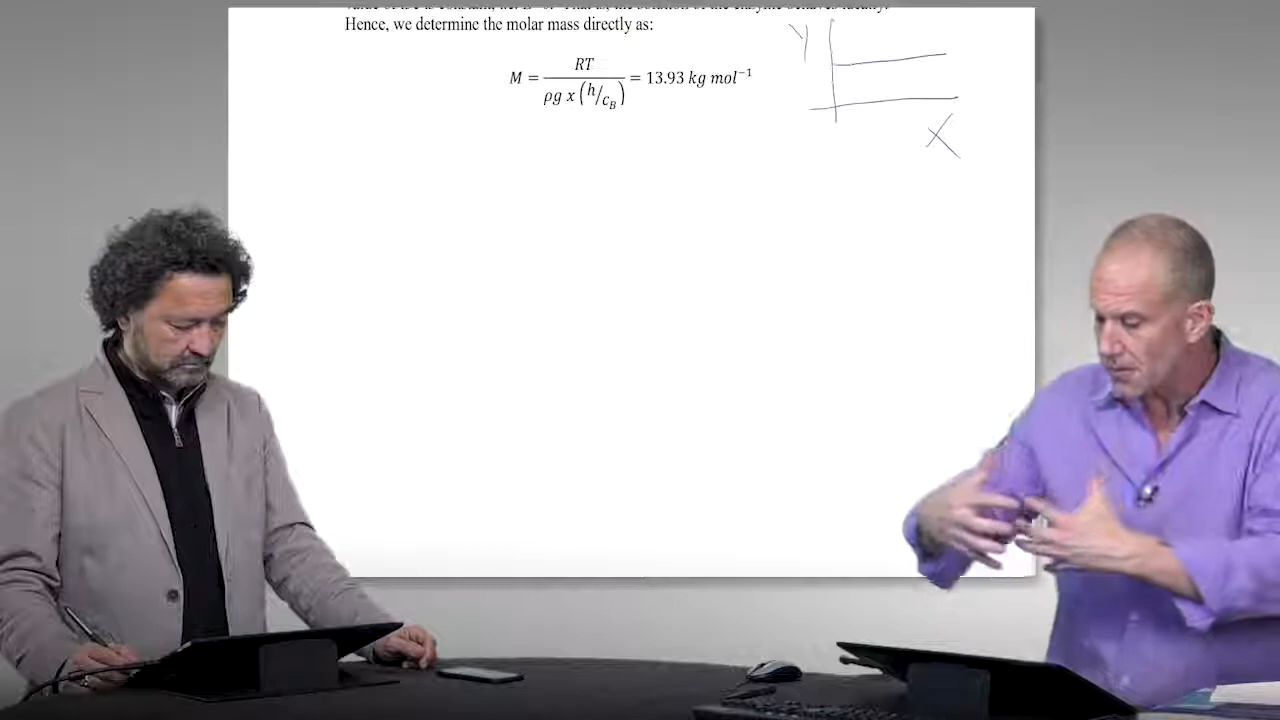 Hence, we determine the molar mass directly as:
M = RT / ρg x (h/c_B) = 13.93 kg mol⁻¹
Y
X